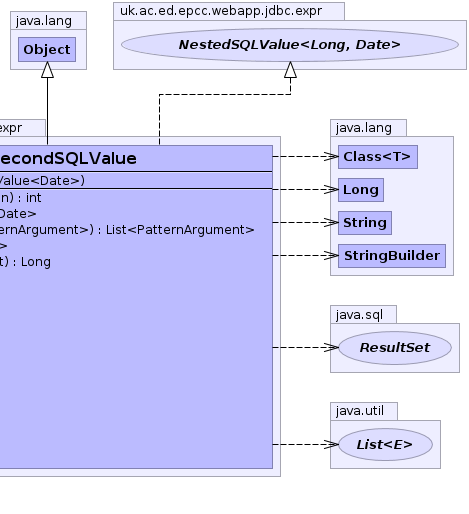 java.lang
Object
uk.ac.ed.epcc.webapp.jdbc.expr
NestedSQLValue<Long, Date>
expr
econdSQLValue
Value<Date>)
n) : int
Date>
ernArgument>) : List<PatternArgument>
>
t) : Long
java.lang
Class<T>
Long
String
StringBuilder
java.sql
ResultSet
java.util
List<E>